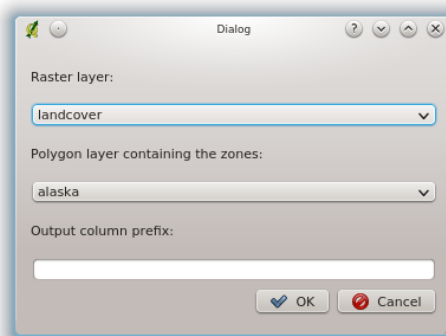 Dialog
Raster layer:
landcover
Polygon layer containing the zones:
alaska
Output column prefix:
OK
Cancel